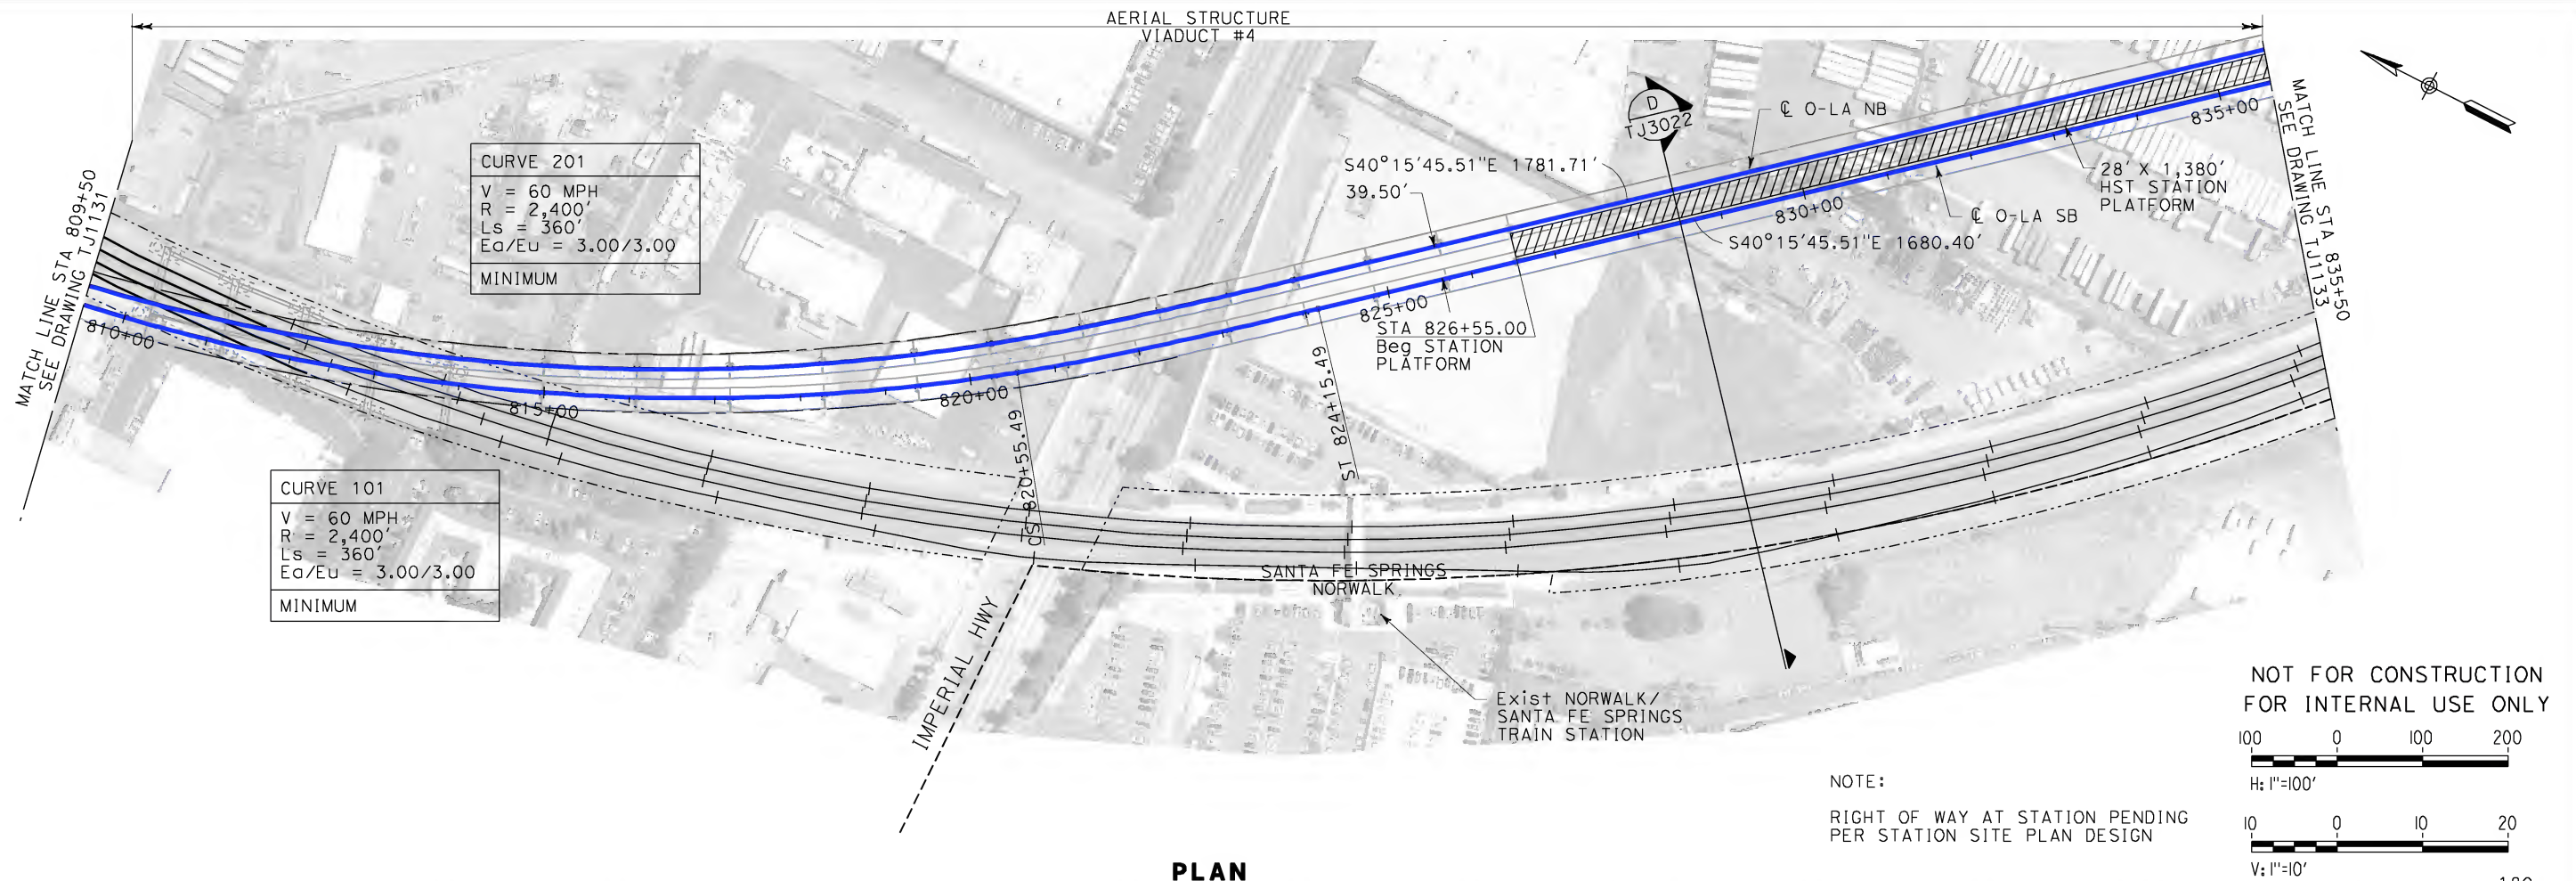 AERIAL STRUCTURE
VIADUCT #4
MATCH LINE STA 809+50
SEE DRAWING TJ1131
CURVE 201
V = 60 MPH
R = 2,400'
Ls = 360'
Ea/Eu = 3.00/3.00
MINIMUM
CURVE 101
V = 60 MPH
R = 2,400'
Ls = 360'
Ea/Eu = 3.00/3.00
MINIMUM
810+00
815+00
820+00
CS 820+55.49
ST 824+15.49
825+00
STA 826+55.00
Beg STATION
PLATFORM
S40°15'45.51"E 1781.71'
39.50'
D
TJ3022
℄ O-LA NB
830+00
S40°15'45.51"E 1680.40'
℄ O-LA SB
28' X 1,380'
HST STATION
PLATFORM
835+00
MATCH LINE STA 835+50
SEE DRAWING TJ1133
IMPERIAL HWY
SANTA FE SPRINGS
NORWALK
Exist NORWALK/
SANTA FE SPRINGS
TRAIN STATION
NOT FOR CONSTRUCTION
FOR INTERNAL USE ONLY
100 0 100 200
H: 1"=100'
NOTE:
RIGHT OF WAY AT STATION PENDING
PER STATION SITE PLAN DESIGN
10 0 10 20
V: 1"=10'
PLAN